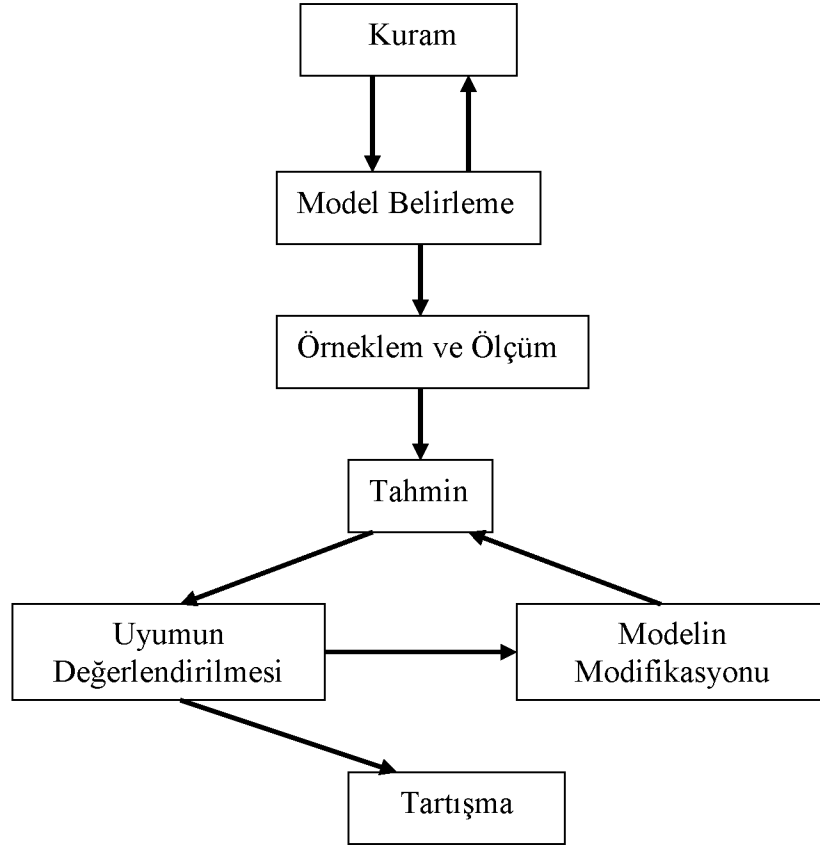 Kuram
Model Belirleme
Örneklem ve Ölçüm
Tahmin
Uyumun
Değerlendirilmesi
Modelin
Modifikasyonu
Tartışma